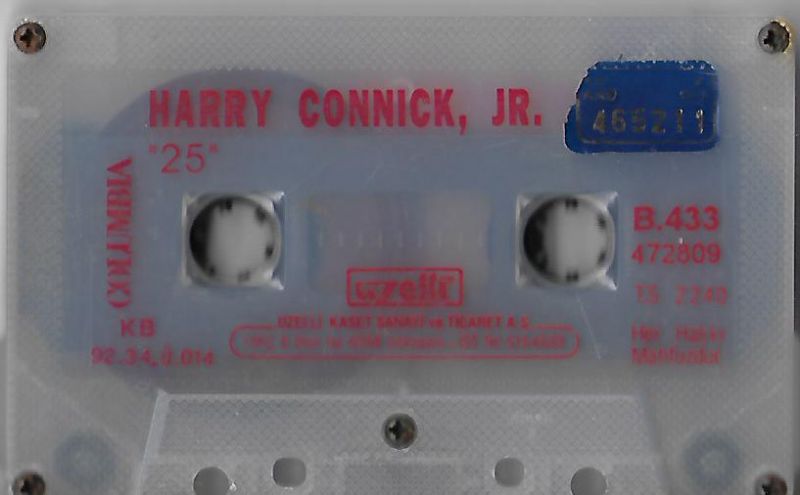 HARRY CONNICK, JR.
"25"
465211
COLUMBIA
B.433
472809
uzelli
TS 2240
UZELLİ KASET SANAYİ ve TİCARET A.Ş.
KB
92.34.Ü.014
Her Hakkı
Mahfuzdur